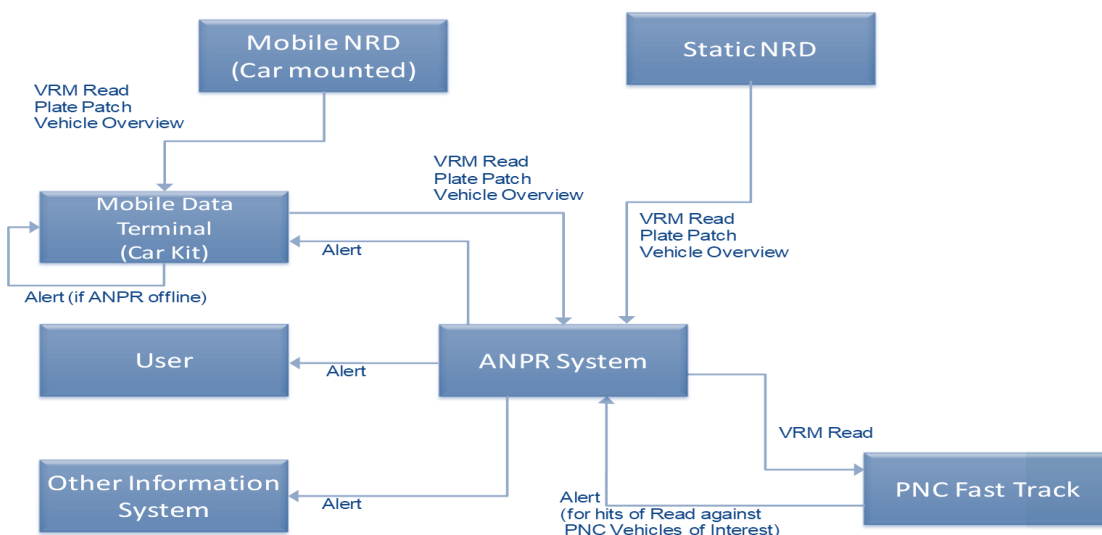 Mobile NRD
(Car mounted)
Static NRD
VRM Read
Plate Patch
Vehicle Overview
VRM Read
Plate Patch
Vehicle Overview
Mobile Data
Terminal
(Car Kit)
VRM Read
Plate Patch
Vehicle Overview
Alert
Alert (if ANPR offline)
User
Alert
ANPR System
VRM Read
Other Information
System
Alert
Alert
(for hits of Read against
PNC Vehicles of Interest)
PNC Fast Track